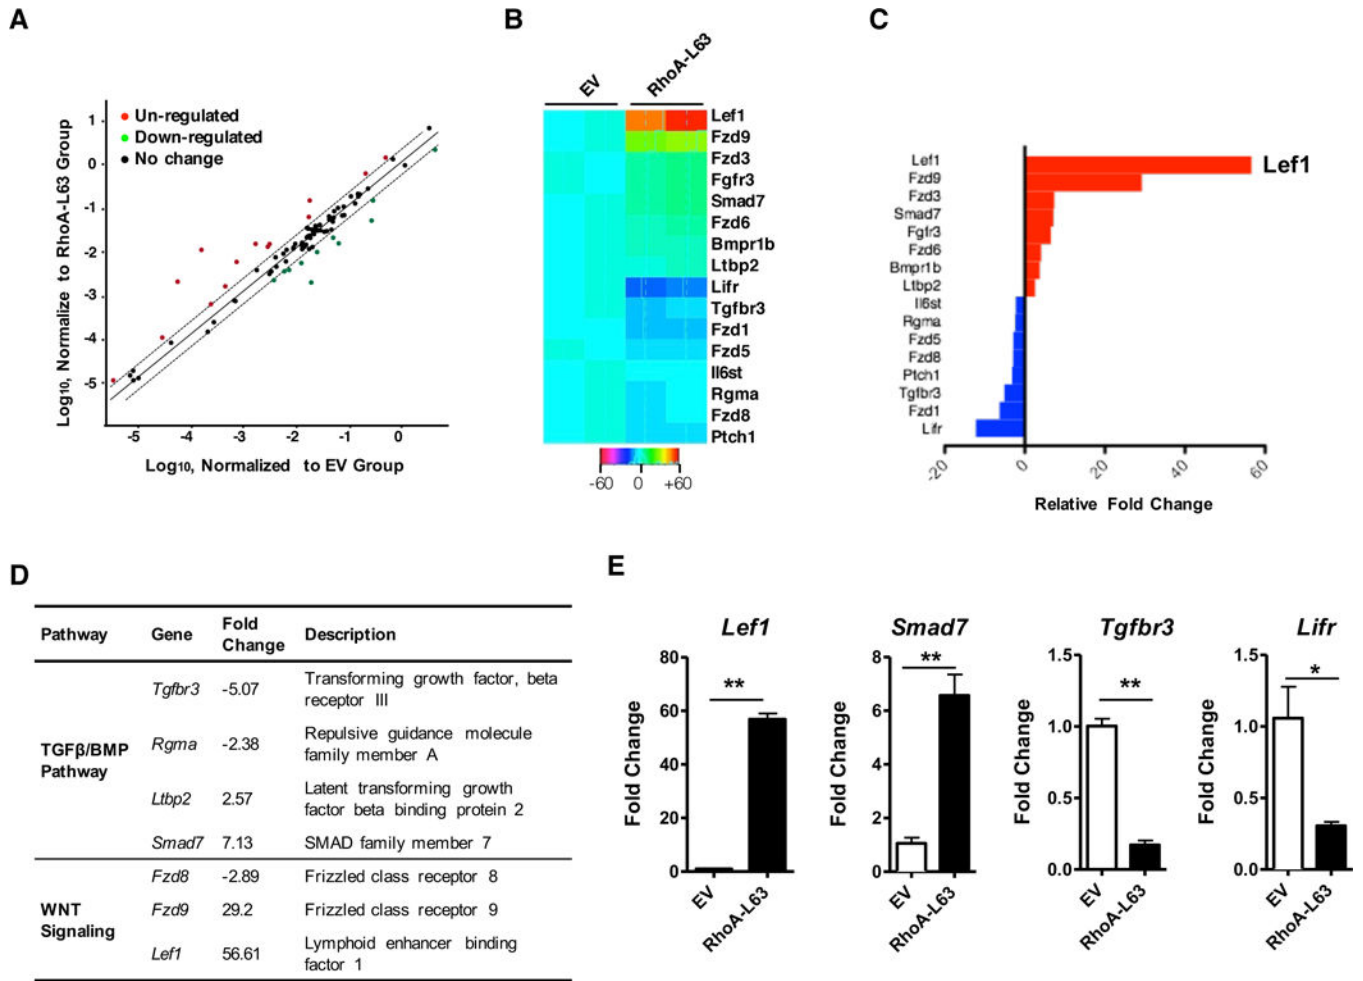 A
Log10, Normalize to RhoA-L63 Group
Un-regulated
Down-regulated
No change
1
0
-1
-2
-3
-4
-5
-5
-4
-3
-2
-1
0
Log10, Normalized to EV Group
B
EV
RhoA-L63
Lef1
Fzd9
Fzd3
Fgfr3
Smad7
Fzd6
Bmpr1b
Ltbp2
Lifr
Tgfbr3
Fzd1
Fzd5
Il6st
Rgma
Fzd8
Ptch1
-60 0 +60
C
Lef1
Lef1
Fzd9
Fzd3
Smad7
Fgfr3
Fzd6
Bmpr1b
Ltbp2
Il6st
Rgma
Fzd5
Fzd8
Ptch1
Tgfbr3
Fzd1
Lifr
-20 0 20 40 60
Relative Fold Change
D
Pathway Gene Fold Change Description
TGFβ/BMP Pathway
Tgfbr3 -5.07 Transforming growth factor, beta
receptor III
Rgma -2.38 Repulsive guidance molecule
family member A
Ltbp2 2.57 Latent transforming growth
factor beta binding protein 2
Smad7 7.13 SMAD family member 7
WNT Signaling
Fzd8 -2.89 Frizzled class receptor 8
Fzd9 29.2 Frizzled class receptor 9
Lef1 56.61 Lymphoid enhancer binding
factor 1
E
Lef1
Fold Change
80
60
40
20
0
**
EV
RhoA-L63
Smad7
Fold Change
8
6
4
2
0
**
EV
RhoA-L63
Tgfbr3
Fold Change
1.5
1.0
0.5
0.0
**
EV
RhoA-L63
Lifr
Fold Change
1.5
1.0
0.5
0.0
*
EV
RhoA-L63